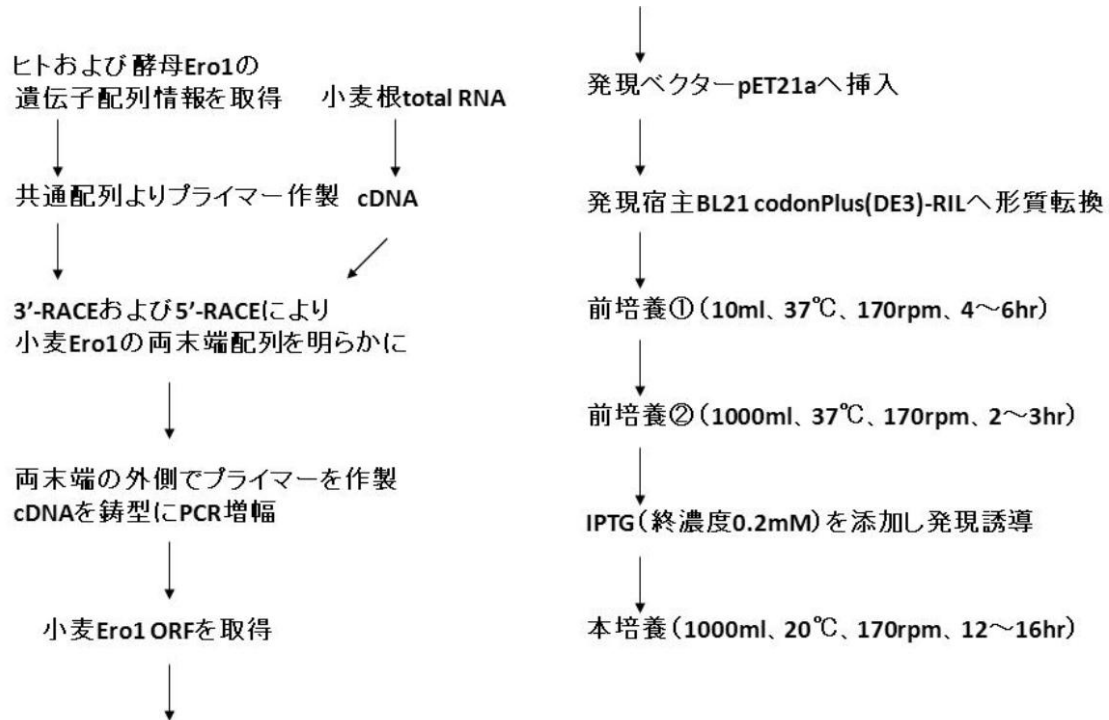 ヒトおよび酵母Ero1の
遺伝子配列情報を取得
小麦根total RNA
共通配列よりプライマー作製
cDNA
3’-RACEおよび5’-RACEにより
小麦Ero1の両末端配列を明らかに
両末端の外側でプライマーを作製
cDNAを鋳型にPCR増幅
小麦Ero1 ORFを取得
発現ベクターpET21aへ挿入
発現宿主BL21 codonPlus(DE3)-RILへ形質転換
前培養①(10ml、37℃、170rpm、4～6hr)
前培養②(1000ml、37℃、170rpm、2～3hr)
IPTG(終濃度0.2mM)を添加し発現誘導
本培養(1000ml、20℃、170rpm、12～16hr)